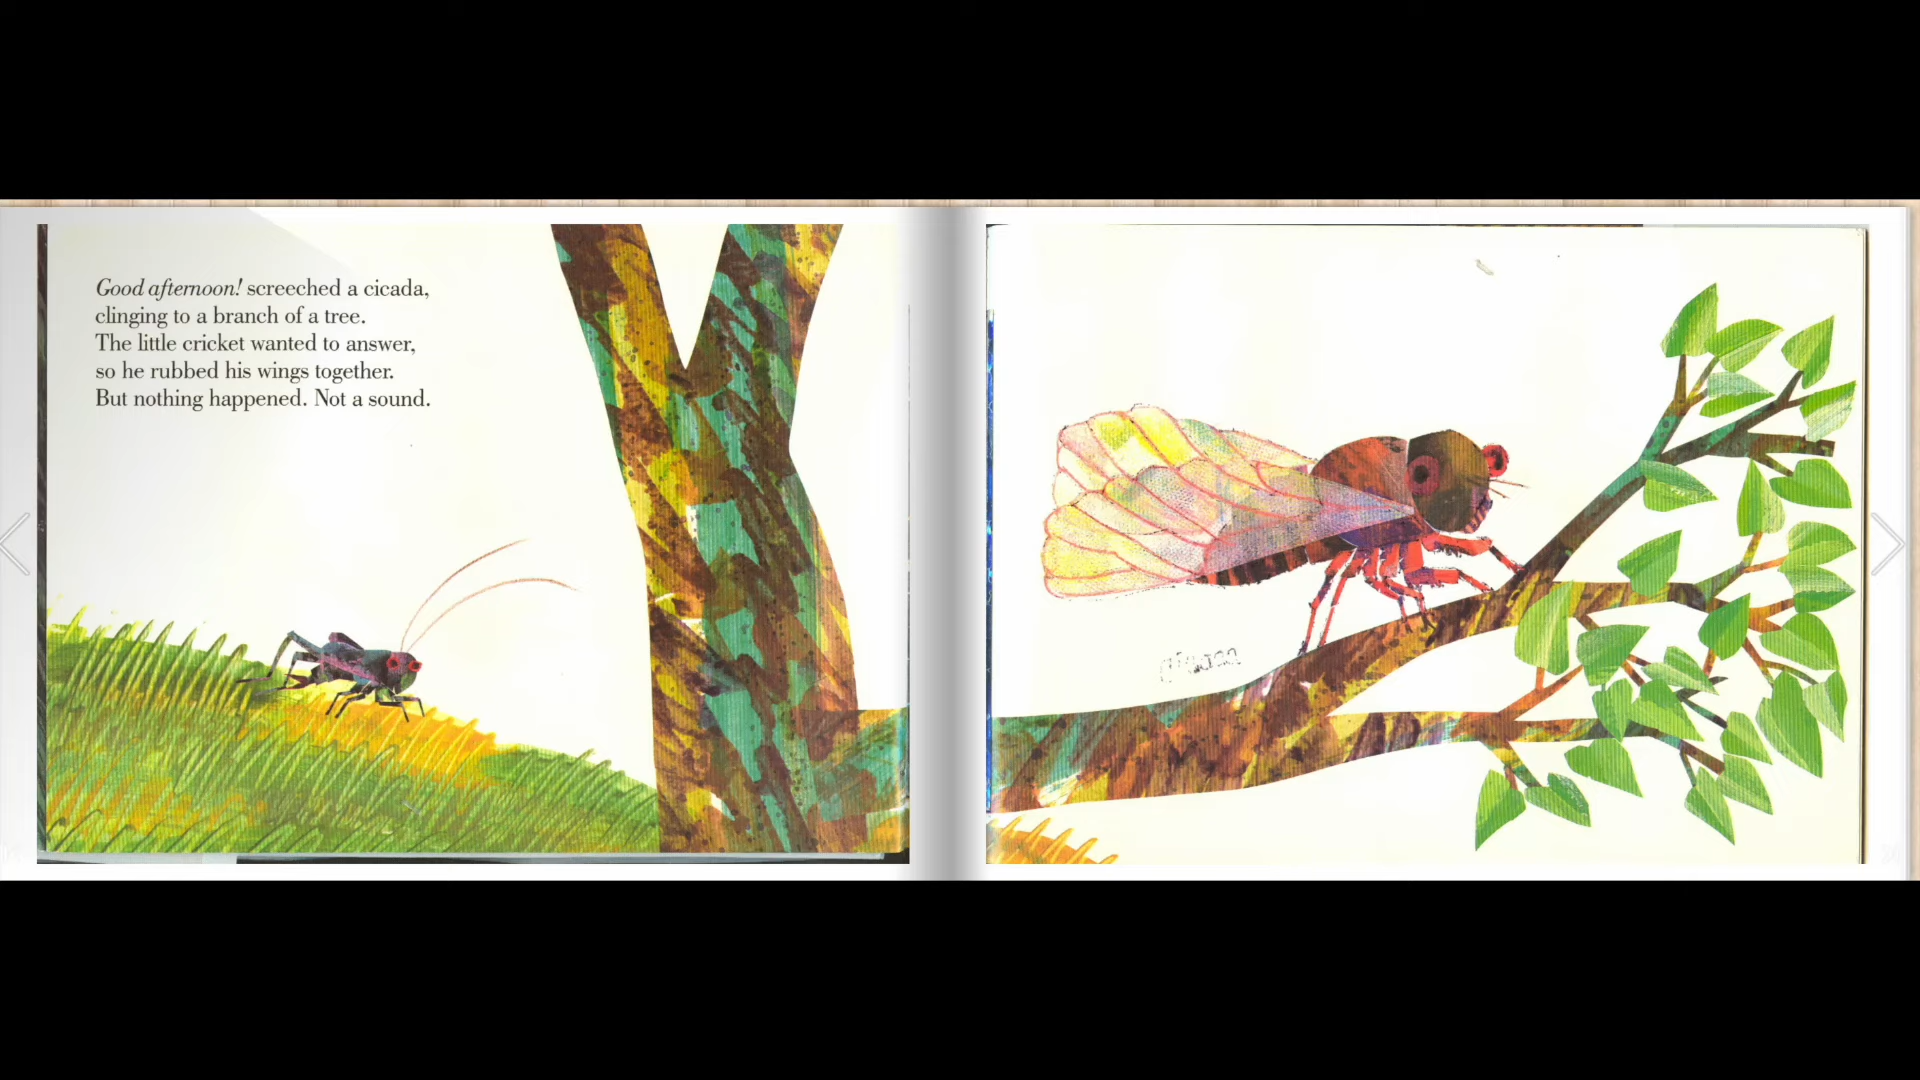 Good afternoon! screeched a cicada,
clinging to a branch of a tree.
The little cricket wanted to answer,
so he rubbed his wings together.
But nothing happened. Not a sound.